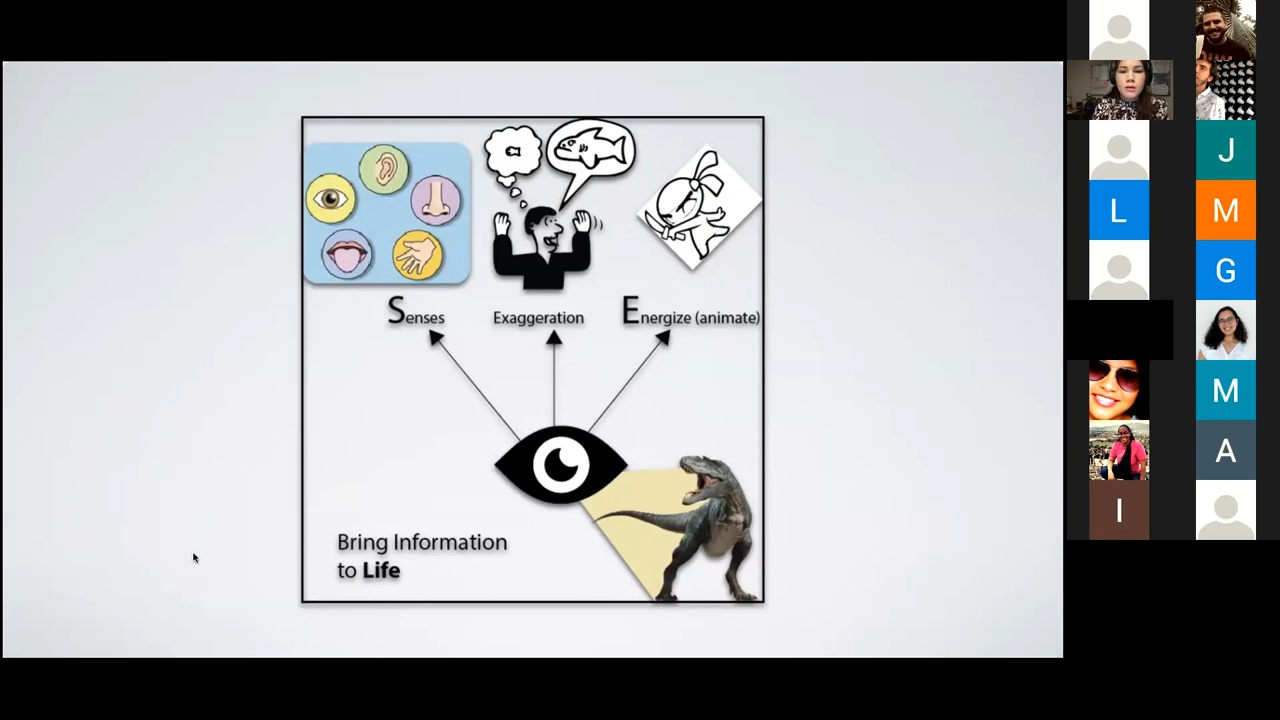 Senses
Exaggeration
Energize (animate)
Bring Information
to Life
J
L
M
G
M
A
I